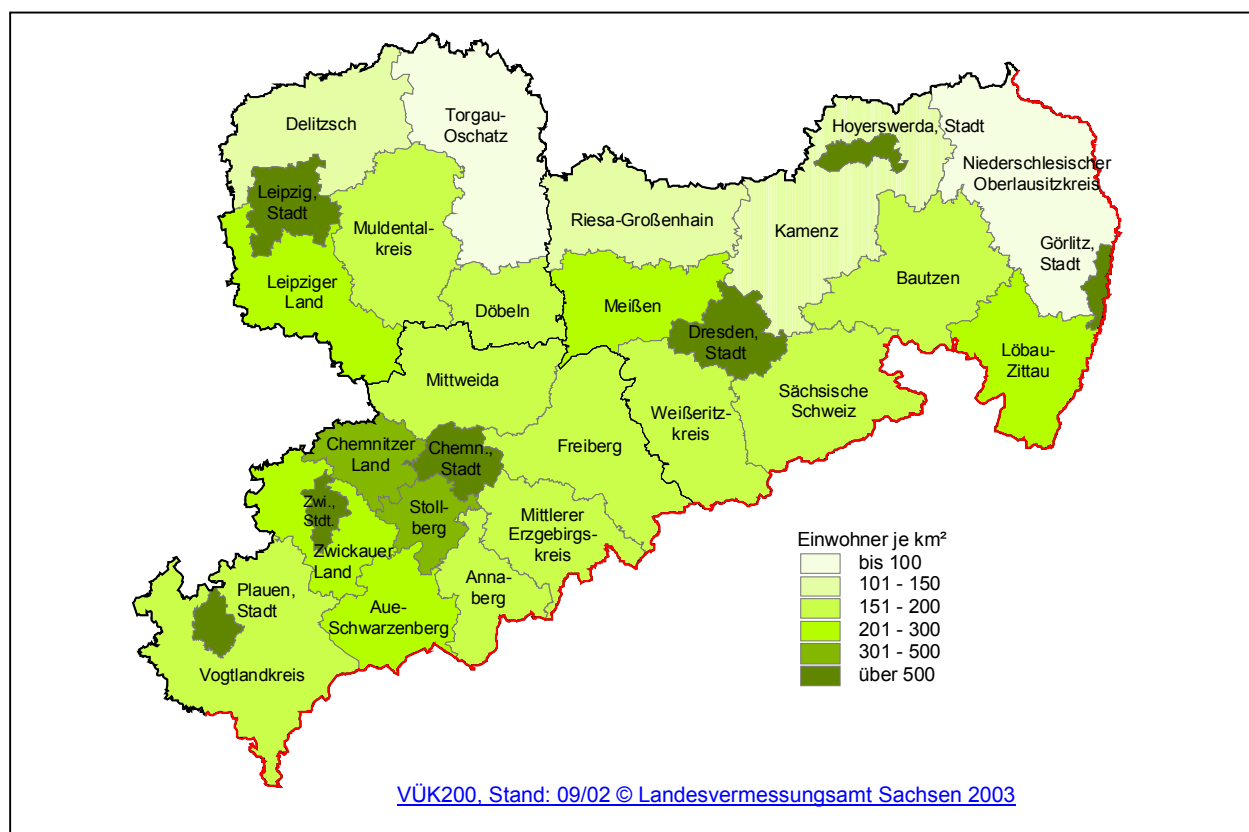 Delitzsch
Torgau-
Oschatz
Hoyerswerda, Stadt
Niederschlesischer
Oberlausitzkreis
Leipzig,
Stadt
Muldental-
kreis
Riesa-Großenhain
Kamenz
Görlitz,
Stadt
Bautzen
Leipziger
Land
Döbeln
Meißen
Dresden,
Stadt
Löbau-
Zittau
Mittweida
Sächsische
Schweiz
Weißeritz-
kreis
Freiberg
Chemnitzer
Land
Chemn.,
Stadt
Zwi.,
Stdt.
Stoll-
berg
Mittlerer
Erzgebirgs-
kreis
Zwickauer
Land
Anna-
berg
Plauen,
Stadt
Aue-
Schwarzenberg
Vogtlandkreis
Einwohner je km²
bis 100
101 - 150
151 - 200
201 - 300
301 - 500
über 500
VÜK200, Stand: 09/02 © Landesvermessungsamt Sachsen 2003